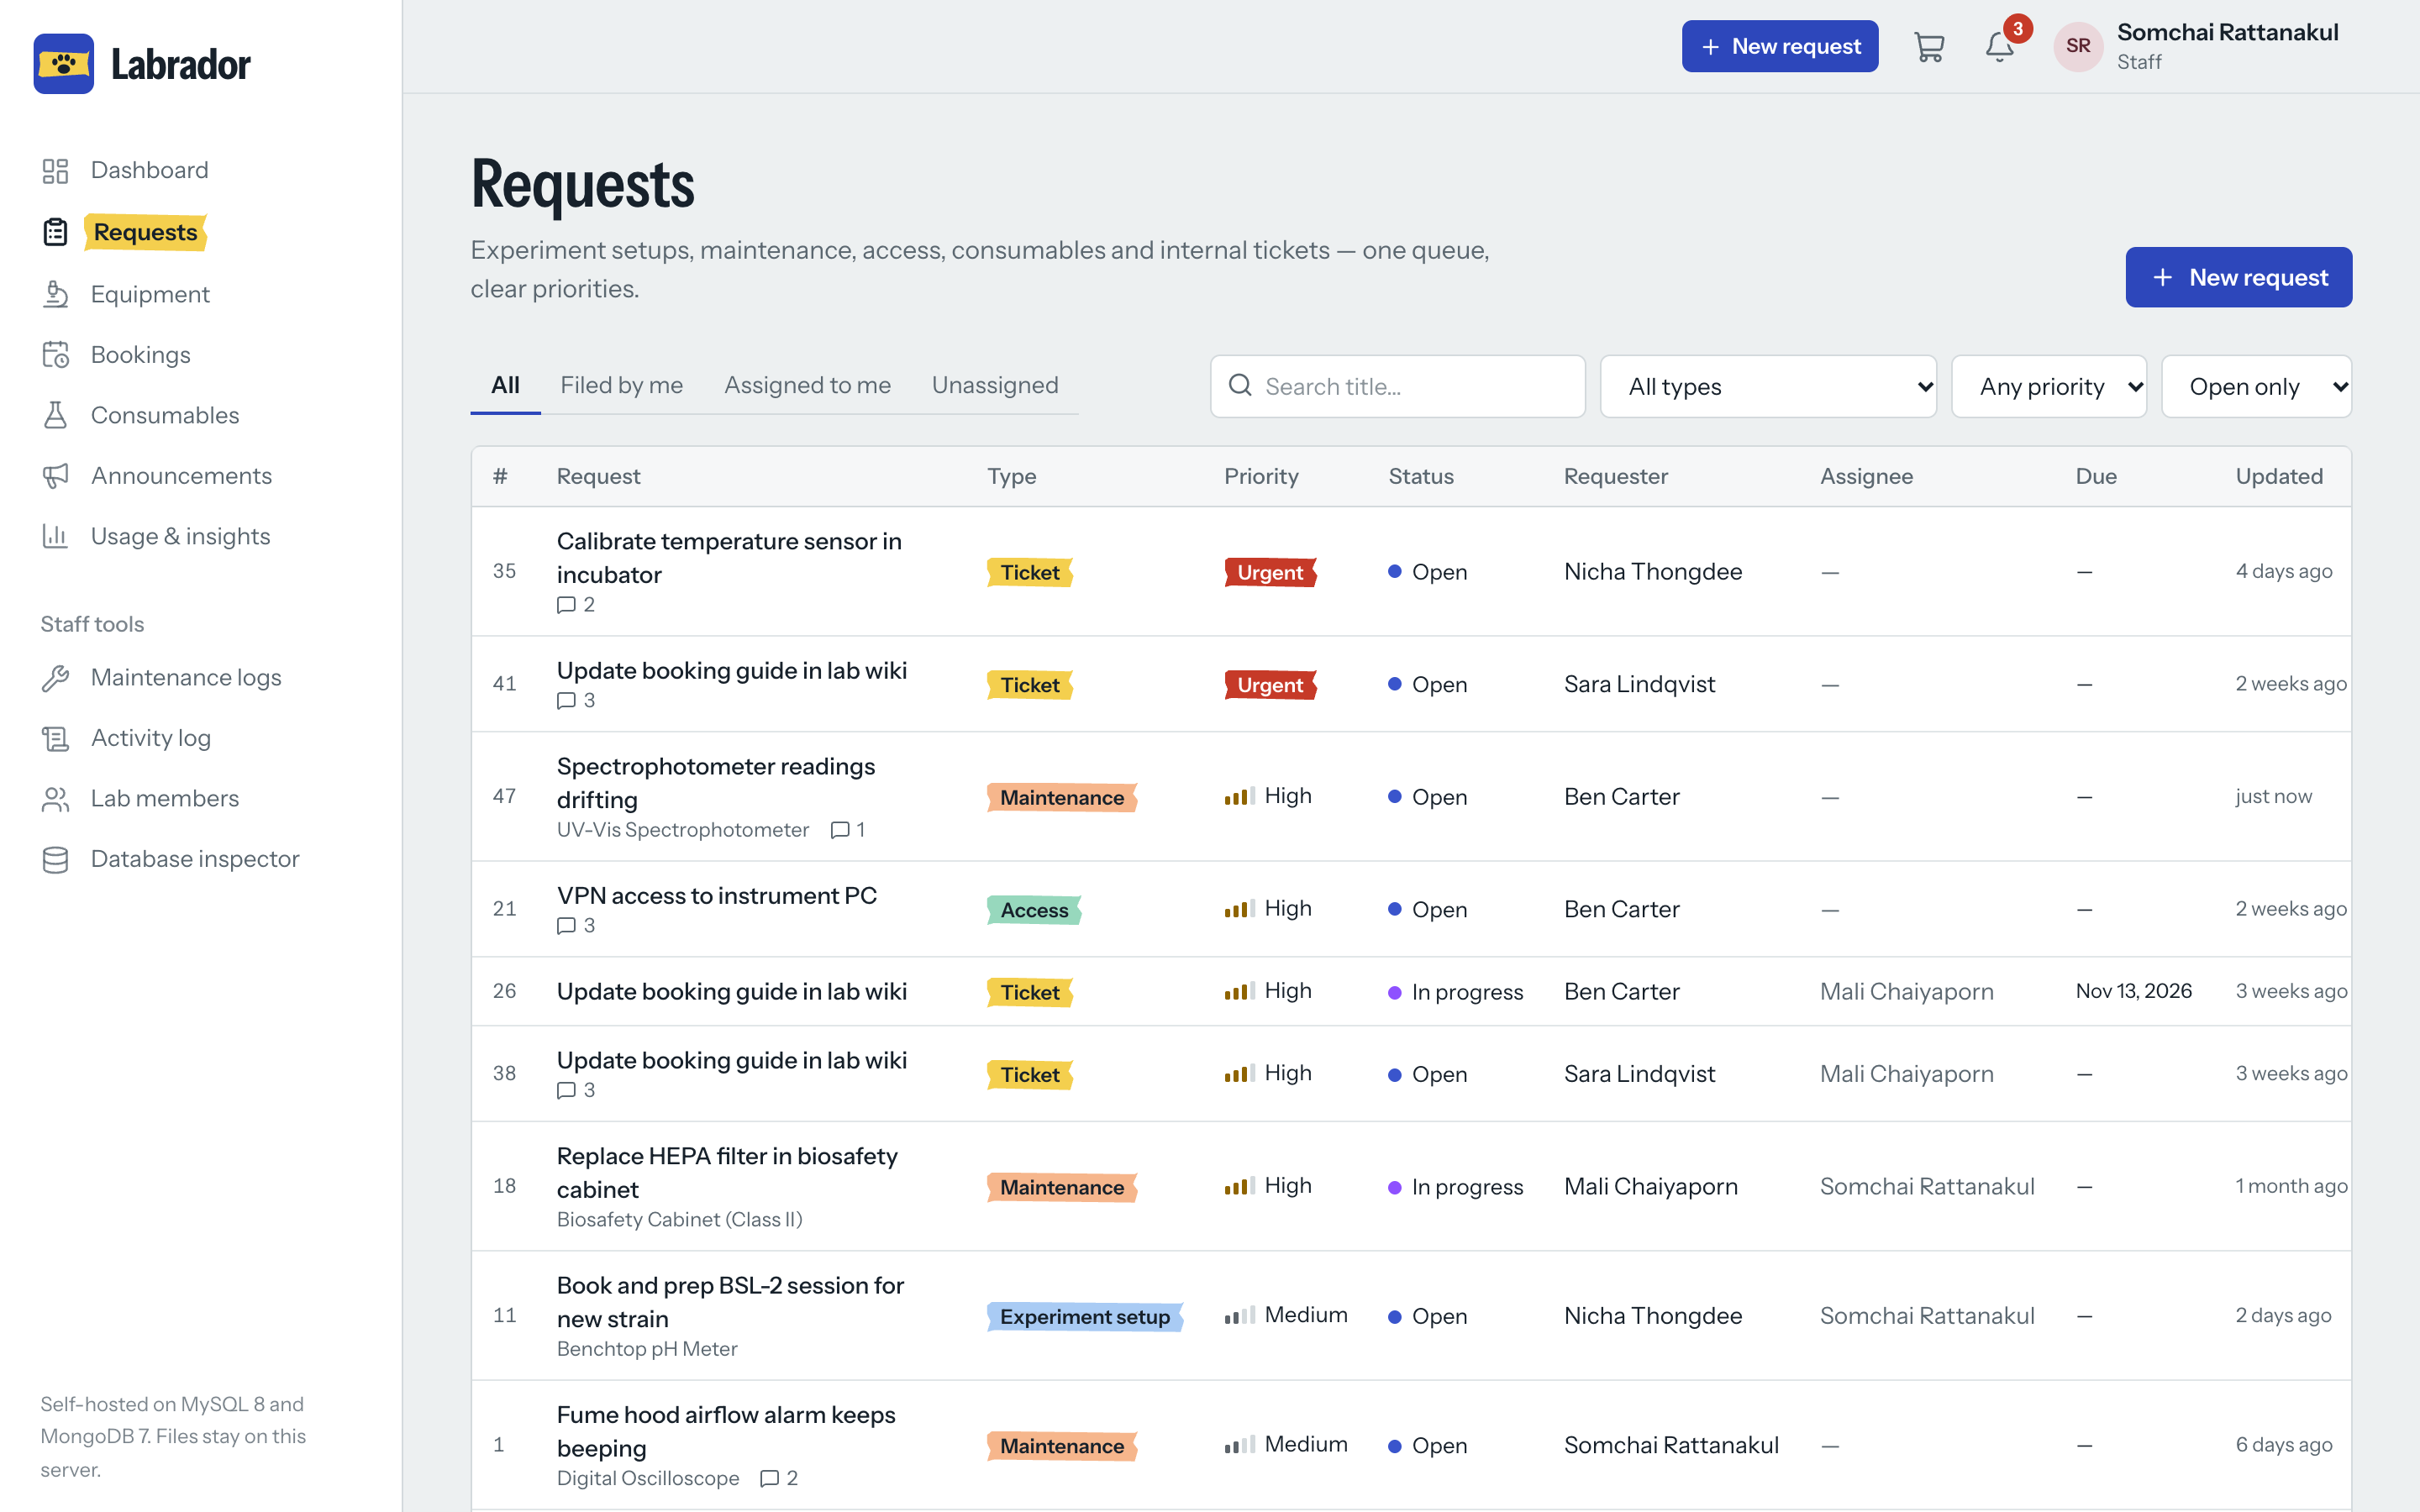 Labrador
Dashboard
Requests
Equipment
Bookings
Consumables
Announcements
Usage & insights
Staff tools
Maintenance logs
Activity log
Lab members
Database inspector
Self-hosted on MySQL 8 and
MongoDB 7. Files stay on this
server.
+ New request
3
SR
Somchai Rattanakul
Staff
Requests
Experiment setups, maintenance, access, consumables and internal tickets — one queue,
clear priorities.
+ New request
All Filed by me Assigned to me Unassigned
Search title... All types Any priority Open only
# Request Type Priority Status Requester Assignee Due Updated
35 Calibrate temperature sensor in
incubator
2
Ticket Urgent Open Nicha Thongdee — — 4 days ago
41 Update booking guide in lab wiki
3
Ticket Urgent Open Sara Lindqvist — — 2 weeks ago
47 Spectrophotometer readings
drifting
UV-Vis Spectrophotometer 1
Maintenance High Open Ben Carter — — just now
21 VPN access to instrument PC
3
Access High Open Ben Carter — — 2 weeks ago
26 Update booking guide in lab wiki Ticket High In progress Ben Carter Mali Chaiyaporn Nov 13, 2026 3 weeks ago
38 Update booking guide in lab wiki
3
Ticket High Open Sara Lindqvist Mali Chaiyaporn — 3 weeks ago
18 Replace HEPA filter in biosafety
cabinet
Biosafety Cabinet (Class II)
Maintenance High In progress Mali Chaiyaporn Somchai Rattanakul — 1 month ago
11 Book and prep BSL-2 session for
new strain
Benchtop pH Meter
Experiment setup Medium Open Nicha Thongdee Somchai Rattanakul — 2 days ago
1 Fume hood airflow alarm keeps
beeping
Digital Oscilloscope 2
Maintenance Medium Open Somchai Rattanakul — — 6 days ago